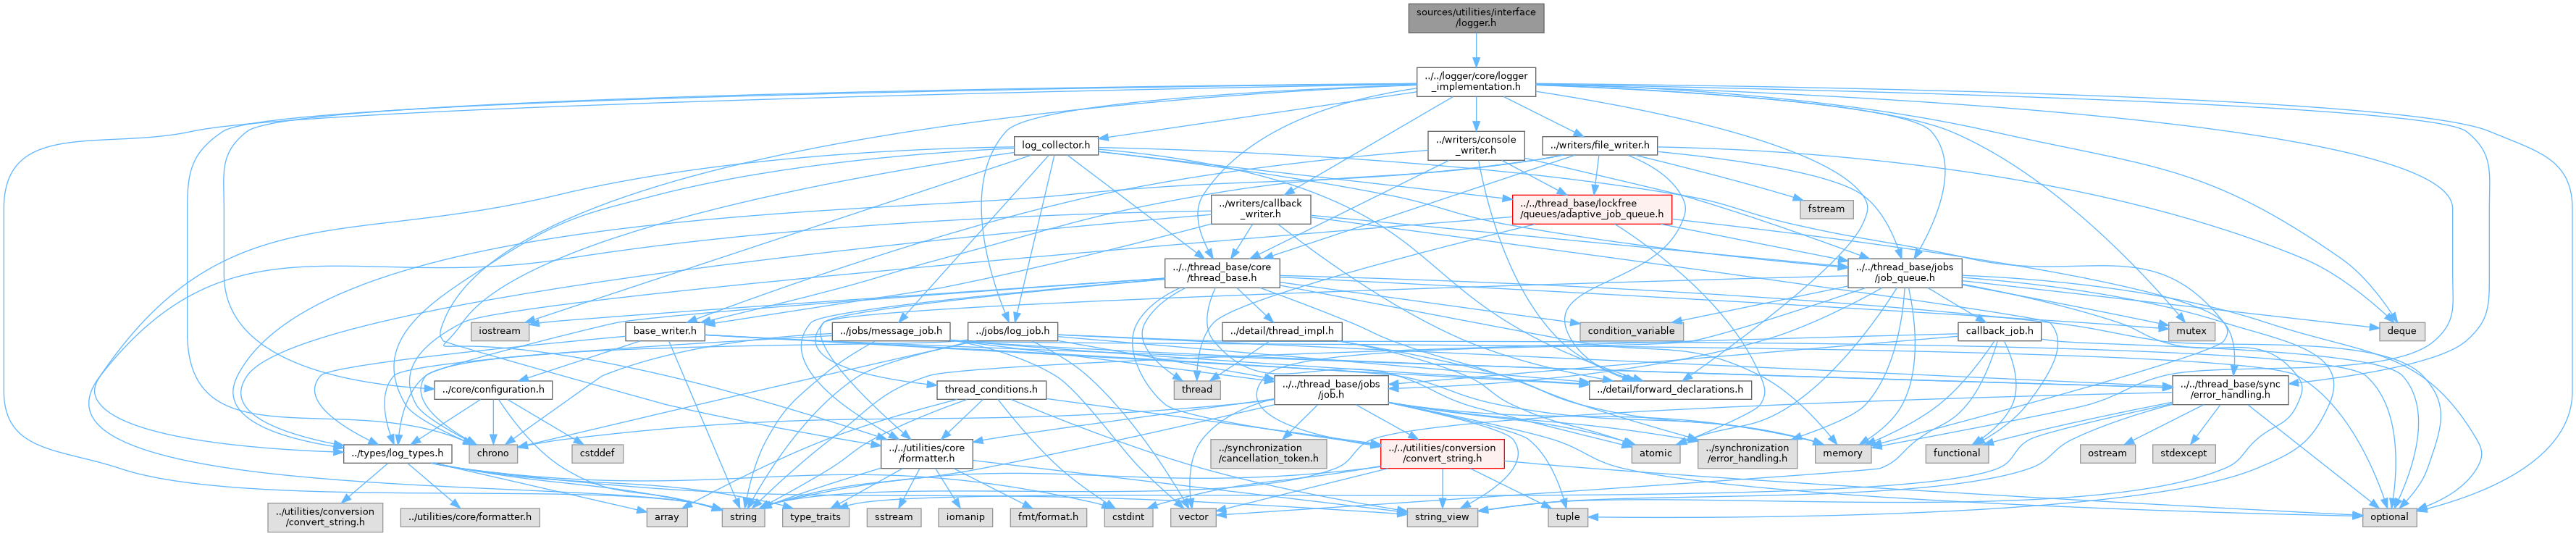 sources/utilities/interface
/logger.h
../../logger/core/logger
_implementation.h
log_collector.h
../writers/console
_writer.h
../writers/file_writer.h
../writers/callback
_writer.h
../../thread_base/lockfree
/queues/adaptive_job_queue.h
fstream
../../thread_base/core
/thread_base.h
../../thread_base/jobs
/job_queue.h
iostream
base_writer.h
../jobs/message_job.h
../jobs/log_job.h
../detail/thread_impl.h
condition_variable
callback_job.h
mutex
deque
../core/configuration.h
thread_conditions.h
thread
../../thread_base/jobs
/job.h
../detail/forward_declarations.h
../../thread_base/sync
/error_handling.h
../types/log_types.h
chrono
cstddef
../../utilities/core
/formatter.h
../synchronization
/cancellation_token.h
../../utilities/conversion
/convert_string.h
atomic
../synchronization
/error_handling.h
memory
functional
ostream
stdexcept
../utilities/conversion
/convert_string.h
../utilities/core/formatter.h
array
string
type_traits
sstream
iomanip
fmt/format.h
cstdint
vector
string_view
tuple
optional